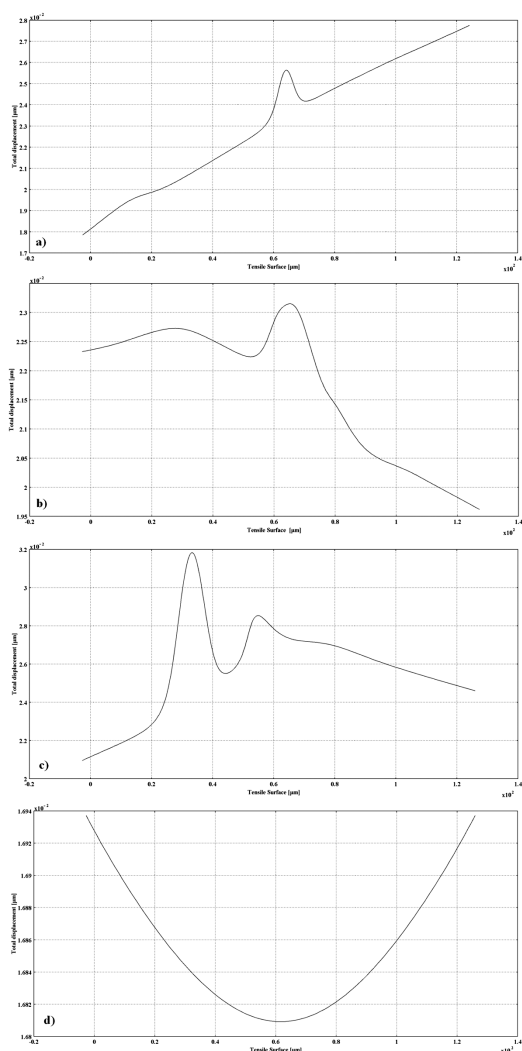 x10⁻²
2.8
2.7
2.6
2.5
2.4
2.3
2.2
2.1
2
1.9
1.8
1.7
Total displacement [µm]
a)
-0.2 0 0.2 0.4 0.6 0.8 1 1.2 1.4
Tensile Surface [µm]
x10²
x10⁻²
2.3
2.25
2.2
2.15
2.1
2.05
2
1.95
Total displacement [µm]
b)
-0.2 0 0.2 0.4 0.6 0.8 1 1.2 1.4
Tensile Surface [µm]
x10²
x10⁻²
3.2
3
2.8
2.6
2.4
2.2
2
Total displacement [µm]
c)
-0.2 0 0.2 0.4 0.6 0.8 1 1.2 1.4
Tensile Surface [µm]
x10²
x10⁻²
1.694
1.692
1.69
1.688
1.686
1.684
1.682
1.68
Total displacement [µm]
d)
-0.2 0 0.2 0.4 0.6 0.8 1 1.2 1.4
Tensile Surface [µm]
x10²